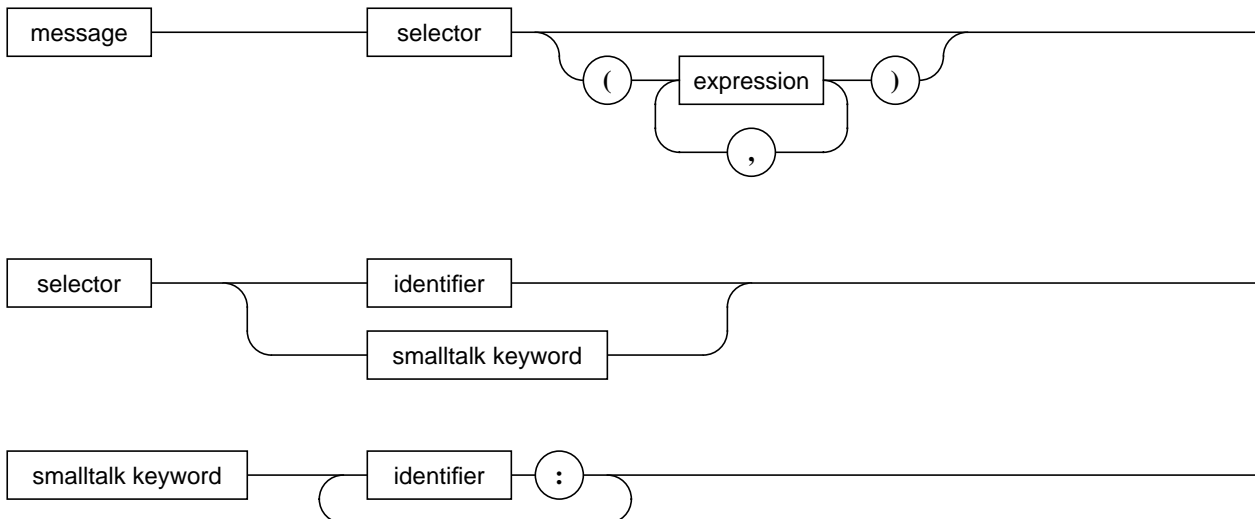 message selector
( expression )
,
selector identifier
smalltalk keyword
smalltalk keyword identifier :